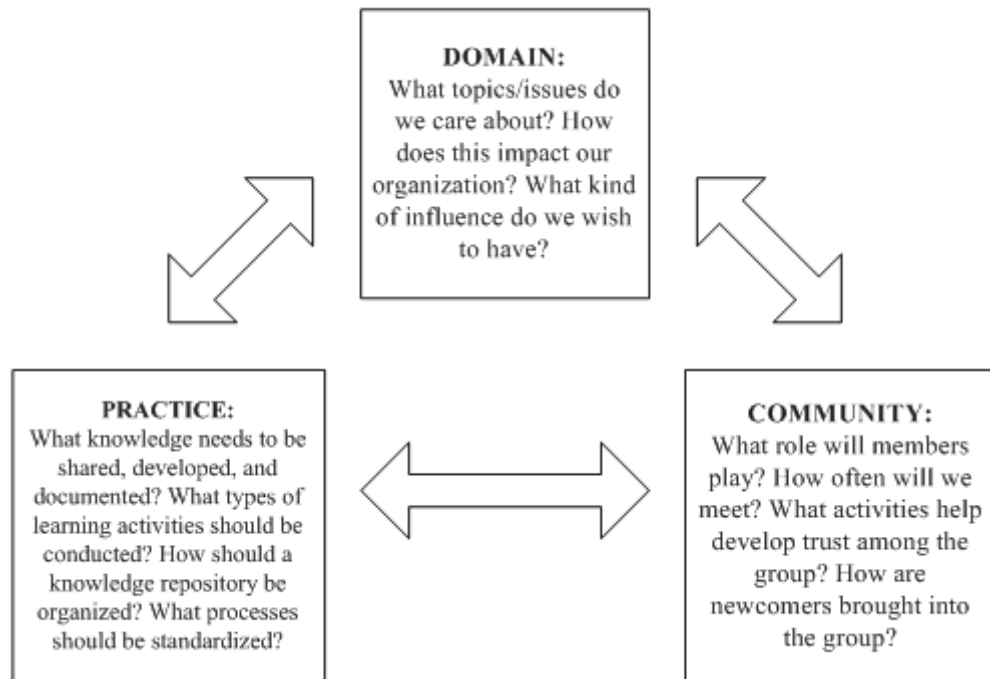 DOMAIN:
What topics/issues do
we care about? How
does this impact our
organization? What kind
of influence do we wish
to have?
PRACTICE:
What knowledge needs to be
shared, developed, and
documented? What types of
learning activities should be
conducted? How should a
knowledge repository be
organized? What processes
should be standardized?
COMMUNITY:
What role will members
play? How often will we
meet? What activities help
develop trust among the
group? How are
newcomers brought into
the group?